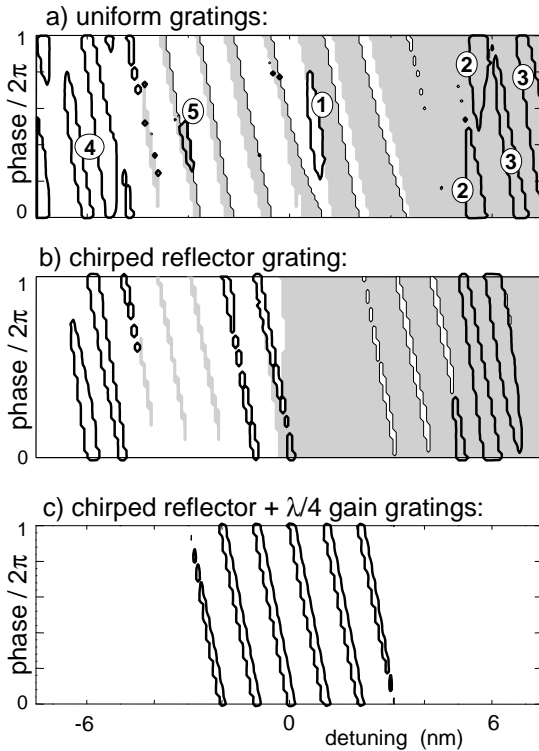 a) uniform gratings:
phase / 2π
1
0
4
5
1
2
3
2
3
b) chirped reflector grating:
phase / 2π
1
0
c) chirped reflector + λ/4 gain gratings:
phase / 2π
1
0
-6 0 6
detuning (nm)